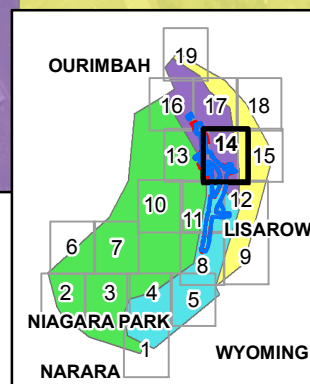 19
OURIMBAH
16 17 18
13 14 15
10 11 12
LISAROW
6 7 8 9
2 3 4 5
NIAGARA PARK
1 WYOMING
NARARA